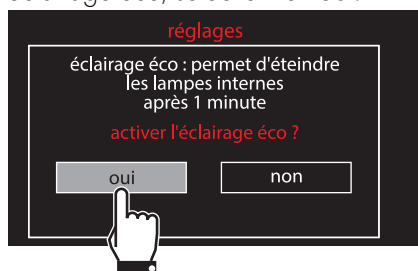 réglages
éclairage éco : permet d'éteindre
les lampes internes
après 1 minute
activer l'éclairage éco ?
oui
non